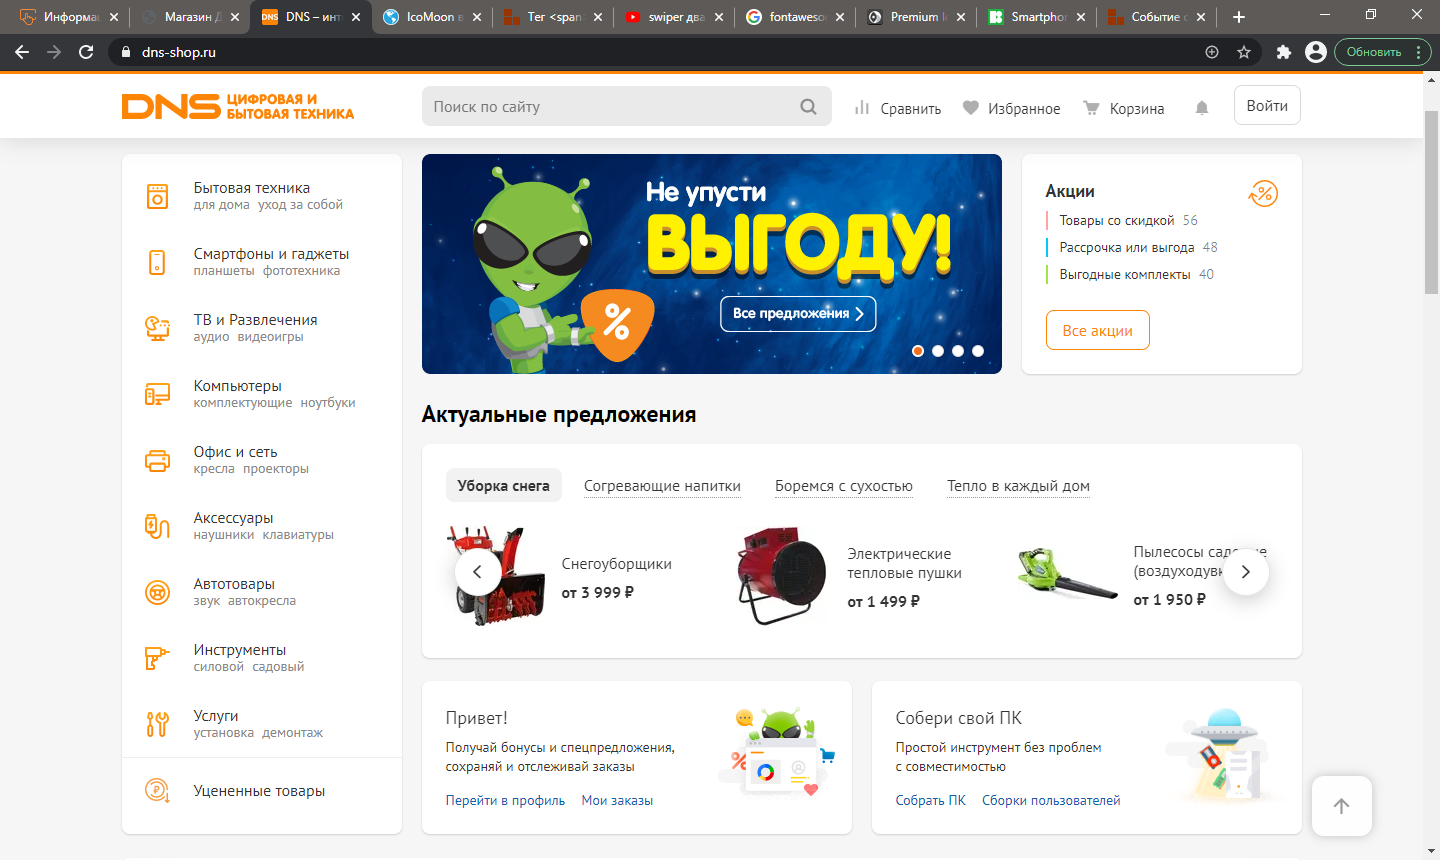 Информа
Магазин Д
DNS – инт
IcoMoon в
Тег <span
swiper два
fontaweso
Premium I
Smartphor
Событие с
dns-shop.ru
Обновить
DNS ЦИФРОВАЯ И
БЫТОВАЯ ТЕХНИКА
Поиск по сайту
Сравнить
Избранное
Корзина
Войти
Бытовая техника
для дома уход за собой
Смартфоны и гаджеты
планшеты фототехника
ТВ и Развлечения
аудио видеоигры
Компьютеры
комплектующие ноутбуки
Офис и сеть
кресла проекторы
Аксессуары
наушники клавиатуры
Автотовары
звук автокресла
Инструменты
силовой садовый
Услуги
установка демонтаж
Уцененные товары
Не упусти
ВЫГОДУ!
Все предложения
%
Акции
Товары со скидкой 56
Рассрочка или выгода 48
Выгодные комплекты 40
Все акции
Актуальные предложения
Уборка снега
Согревающие напитки
Боремся с сухостью
Тепло в каждый дом
Снегоуборщики
от 3 999 ₽
Электрические
тепловые пушки
от 1 499 ₽
Пылесосы садовые
(воздуходувк
от 1 950 ₽
Привет!
Получай бонусы и спецпредложения,
сохраняй и отслеживай заказы
Перейти в профиль
Мои заказы
Собери свой ПК
Простой инструмент без проблем
с совместимостью
Собрать ПК
Сборки пользователей